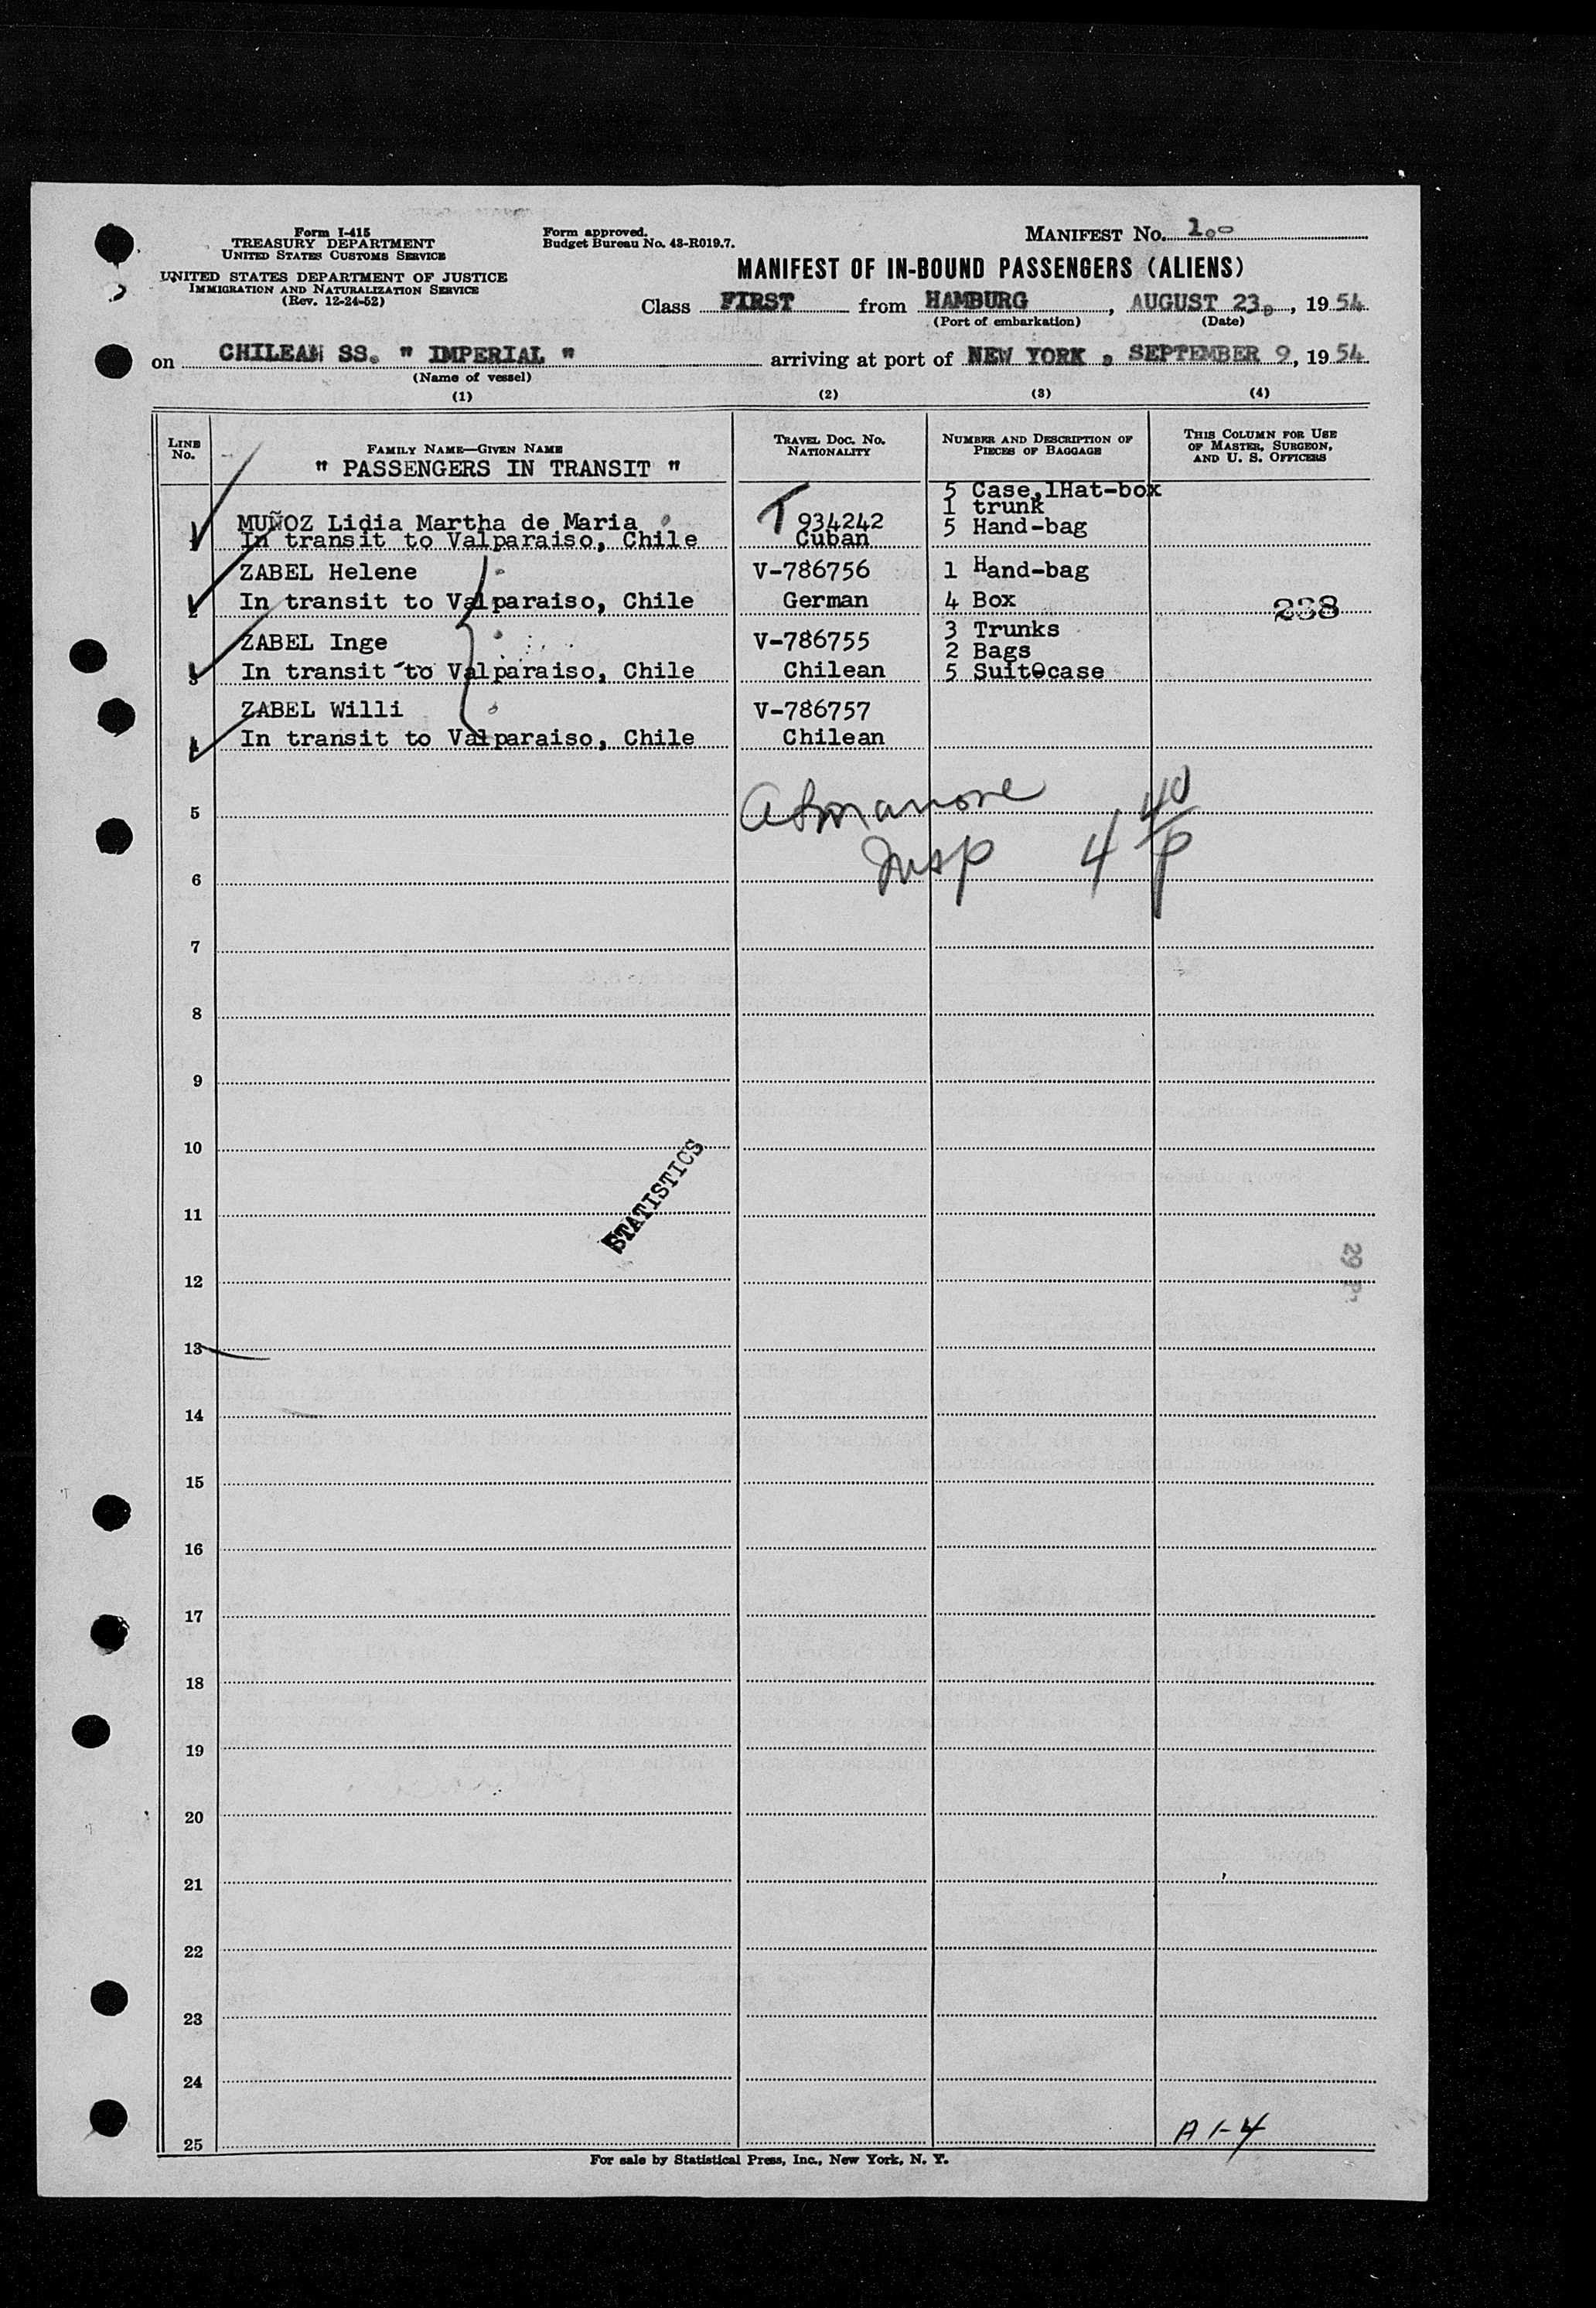 Form I-415
TREASURY DEPARTMENT
UNITED STATES CUSTOMS SERVICE
UNITED STATES DEPARTMENT OF JUSTICE
IMMIGRATION AND NATURALIZATION SERVICE
(Rev. 12-24-52)
Form approved.
Budget Bureau No. 43-R019.7.
MANIFEST No. 1.
MANIFEST OF IN-BOUND PASSENGERS (ALIENS)
Class FIRST from HAMBURG, AUGUST 23, 1954
(Port of embarkation) (Date)
on CHILEAN SS. " IMPERIAL " arriving at port of NEW YORK, SEPTEMBER 9, 1954
(Name of vessel)
(1) (2) (3) (4)
LINE No. FAMILY NAME—GIVEN NAME TRAVEL DOC. NO. NATIONALITY NUMBER AND DESCRIPTION OF PIECES OF BAGGAGE THIS COLUMN FOR USE OF MASTER, SURGEON, AND U. S. OFFICERS
" PASSENGERS IN TRANSIT "
5 Case,1Hat-box
1 trunk
MUÑOZ Lidia Martha de Maria T 934242 5 Hand-bag
1 In transit to Valparaiso, Chile Cuban
ZABEL Helene V-786756 1 Hand-bag
2 In transit to Valparaiso, Chile German 4 Box 238
3 Trunks
ZABEL Inge V-786755 2 Bags
3 In transit to Valparaiso, Chile Chilean 5 Suitcase
ZABEL Willi V-786757
4 In transit to Valparaiso, Chile Chilean
5
Insp 4 40/P
6
7
8
9
10
STATISTICS
11
12
29 P.
13
14
15
16
17
18
19
20
21
22
23
24
A 1-4
25
For sale by Statistical Press, Inc., New York, N. Y.